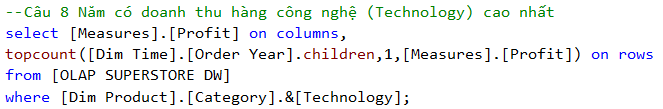 --Câu 8 Năm có doanh thu hàng công nghệ (Technology) cao nhất
select [Measures].[Profit] on columns,
topcount([Dim Time].[Order Year].children,1,[Measures].[Profit]) on rows
from [OLAP SUPERSTORE DW]
where [Dim Product].[Category].&[Technology];